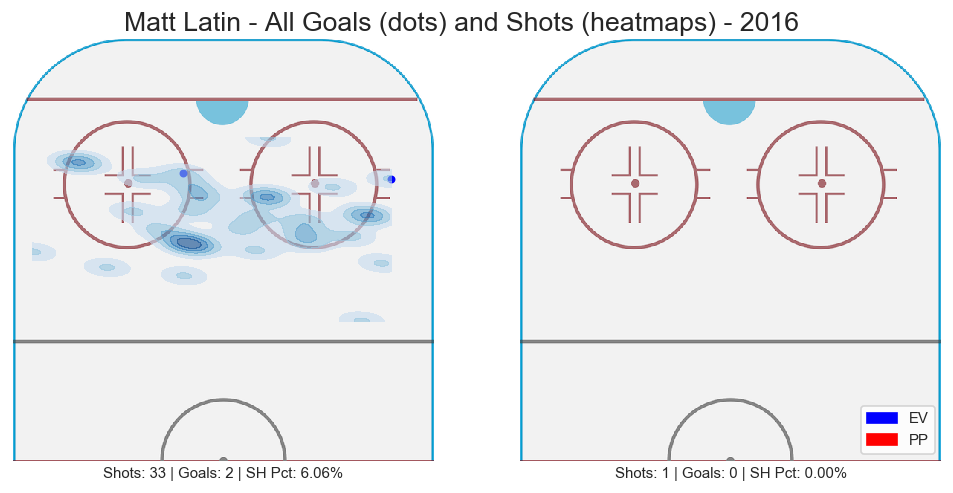 Matt Latin - All Goals (dots) and Shots (heatmaps) - 2016
EV
PP
Shots: 33 | Goals: 2 | SH Pct: 6.06%
Shots: 1 | Goals: 0 | SH Pct: 0.00%